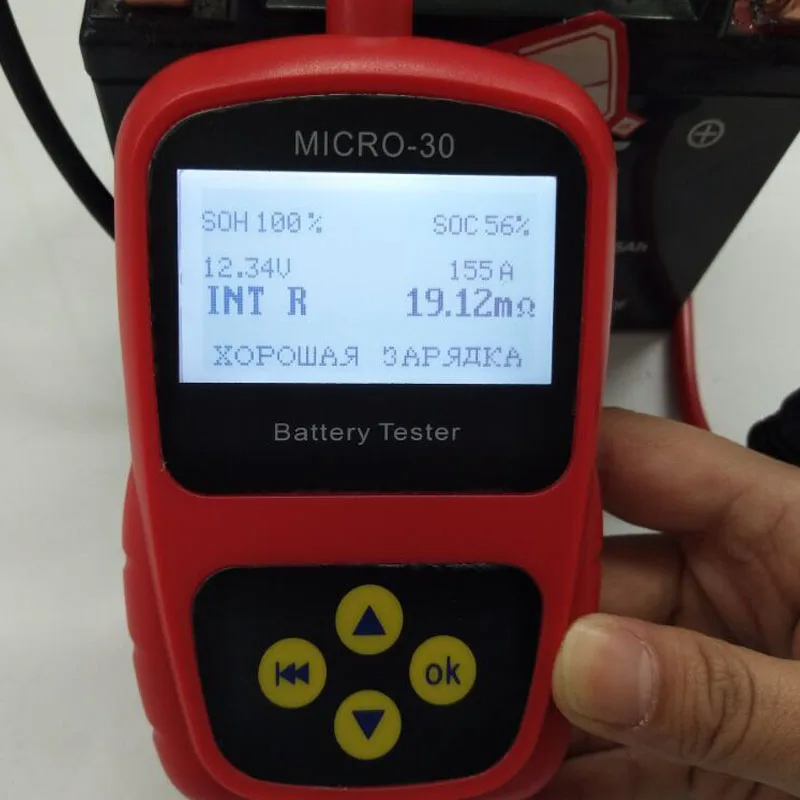 MICRO-30
SOH 100% SOC 56%
12.34V 155A
INT R 19.12mΩ
ХОРОШАЯ ЗАРЯДКА
Battery Tester
ok